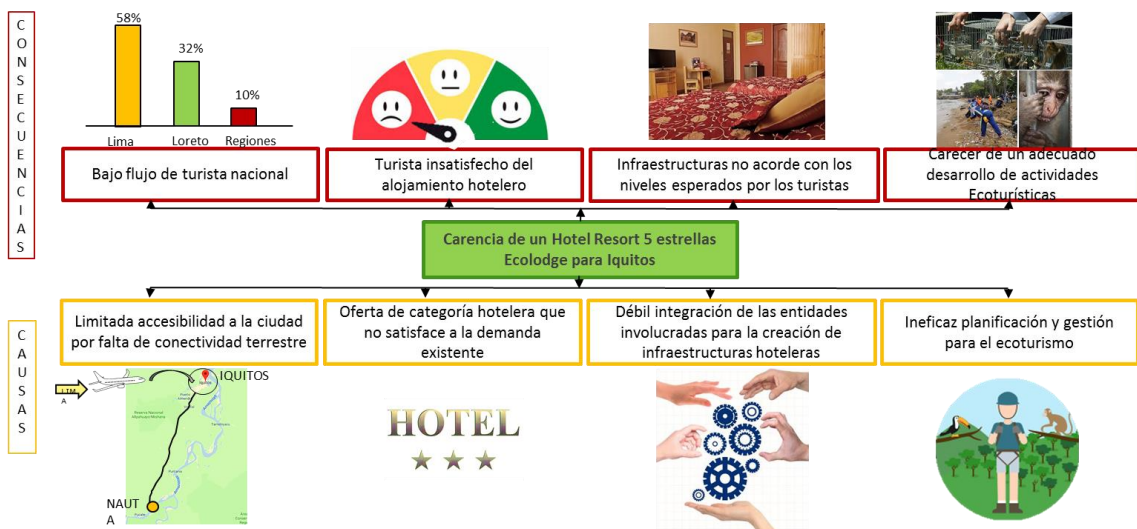 CONSECUENCIAS
58%
32%
10%
Lima
Loreto
Regiones
Bajo flujo de turista nacional
Turista insatisfecho del
alojamiento hotelero
Infraestructuras no acorde con los
niveles esperados por los turistas
Carecer de un adecuado
desarrollo de actividades
Ecoturísticas
Carencia de un Hotel Resort 5 estrellas
Ecolodge para Iquitos
CAUSAS
Limitada accesibilidad a la ciudad
por falta de conectividad terrestre
Oferta de categoría hotelera que
no satisface a la demanda
existente
Débil integración de las entidades
involucradas para la creación de
infraestructuras hoteleras
Ineficaz planificación y gestión
para el ecoturismo
LIM
A
IQUITOS
NAUT
A
HOTEL